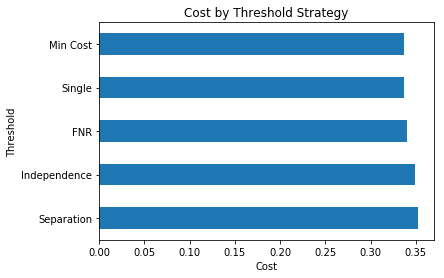 Cost by Threshold Strategy
Threshold
Min Cost
Single
FNR
Independence
Separation
0.00 0.05 0.10 0.15 0.20 0.25 0.30 0.35
Cost